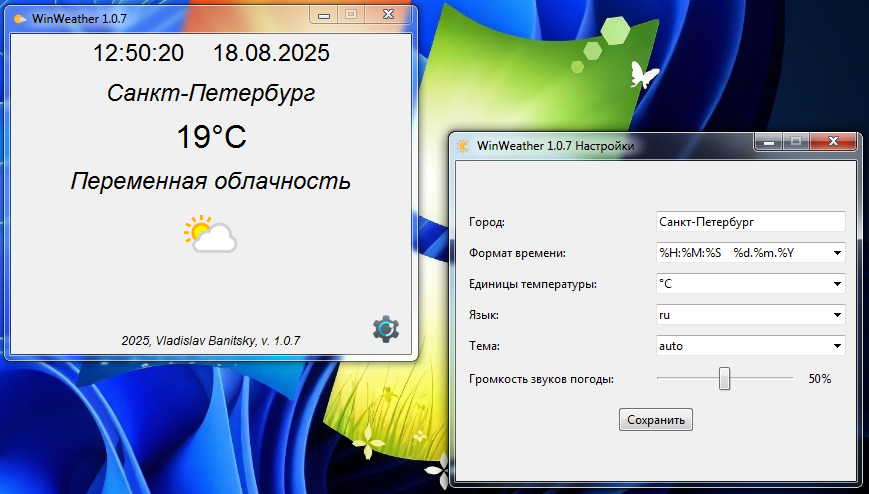 WinWeather 1.0.7
12:50:20 18.08.2025
Санкт-Петербург
19°C
Переменная облачность
2025, Vladislav Banitsky, v. 1.0.7
WinWeather 1.0.7 Настройки
Город: Санкт-Петербург
Формат времени: %H:%M:%S %d.%m.%Y
Единицы температуры: °C
Язык: ru
Тема: auto
Громкость звуков погоды: 50%
Сохранить